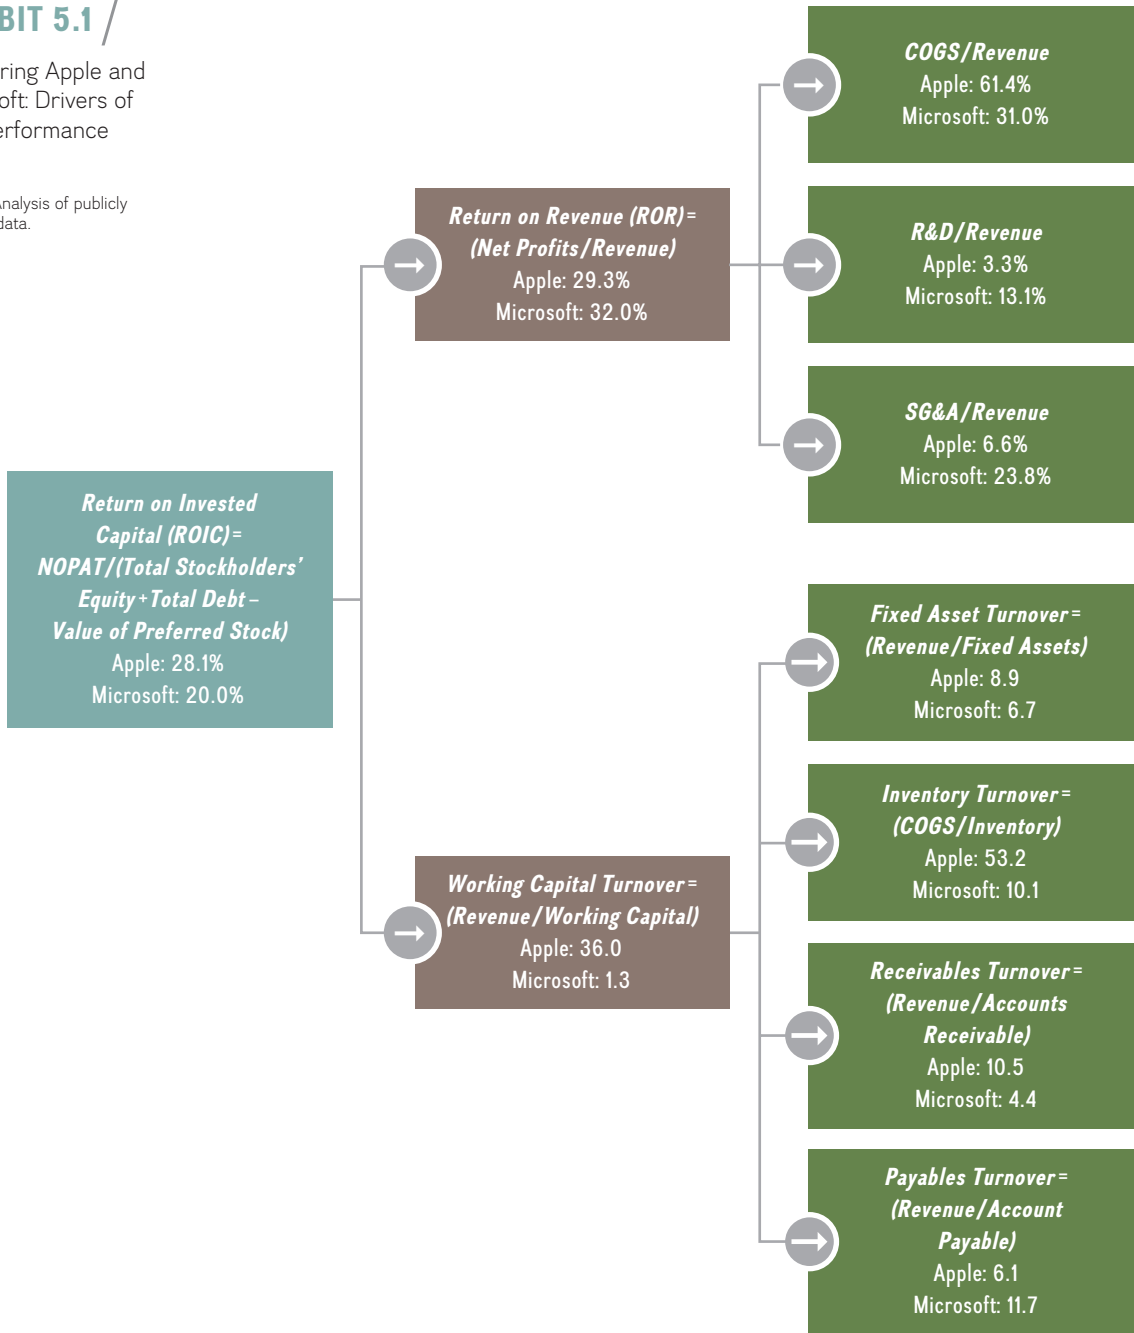 BIT 5.1
ring Apple and
oft: Drivers of
erformance
Analysis of publicly
data.
COGS/Revenue
Apple: 61.4%
Microsoft: 31.0%
Return on Revenue (ROR)=
(Net Profits/Revenue)
Apple: 29.3%
Microsoft: 32.0%
R&D/Revenue
Apple: 3.3%
Microsoft: 13.1%
SG&A/Revenue
Apple: 6.6%
Microsoft: 23.8%
Return on Invested
Capital (ROIC)=
NOPAT/(Total Stockholders'
Equity+Total Debt–
Value of Preferred Stock)
Apple: 28.1%
Microsoft: 20.0%
Fixed Asset Turnover=
(Revenue/Fixed Assets)
Apple: 8.9
Microsoft: 6.7
Inventory Turnover=
(COGS/Inventory)
Apple: 53.2
Microsoft: 10.1
Working Capital Turnover=
(Revenue/Working Capital)
Apple: 36.0
Microsoft: 1.3
Receivables Turnover=
(Revenue/Accounts
Receivable)
Apple: 10.5
Microsoft: 4.4
Payables Turnover=
(Revenue/Account
Payable)
Apple: 6.1
Microsoft: 11.7